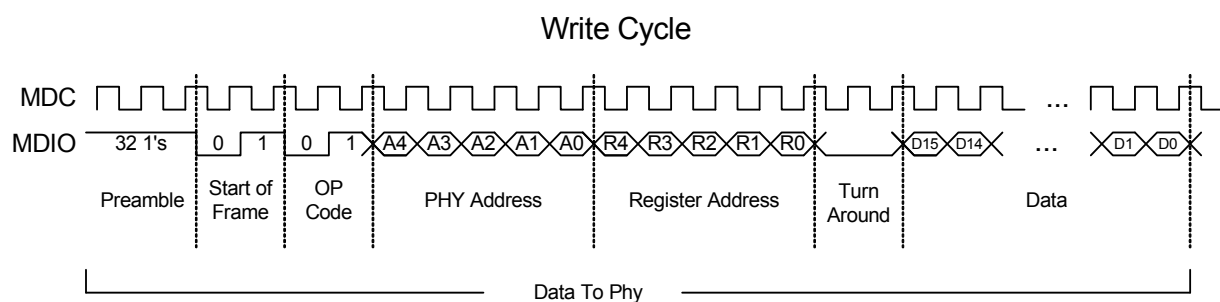 Write Cycle
MDC
...
MDIO 32 1's 0 1 0 1 A4 A3 A2 A1 A0 R4 R3 R2 R1 R0 D15 D14 ... D1 D0
Preamble
Start of
Frame
OP
Code
PHY Address
Register Address
Turn
Around
Data
Data To Phy